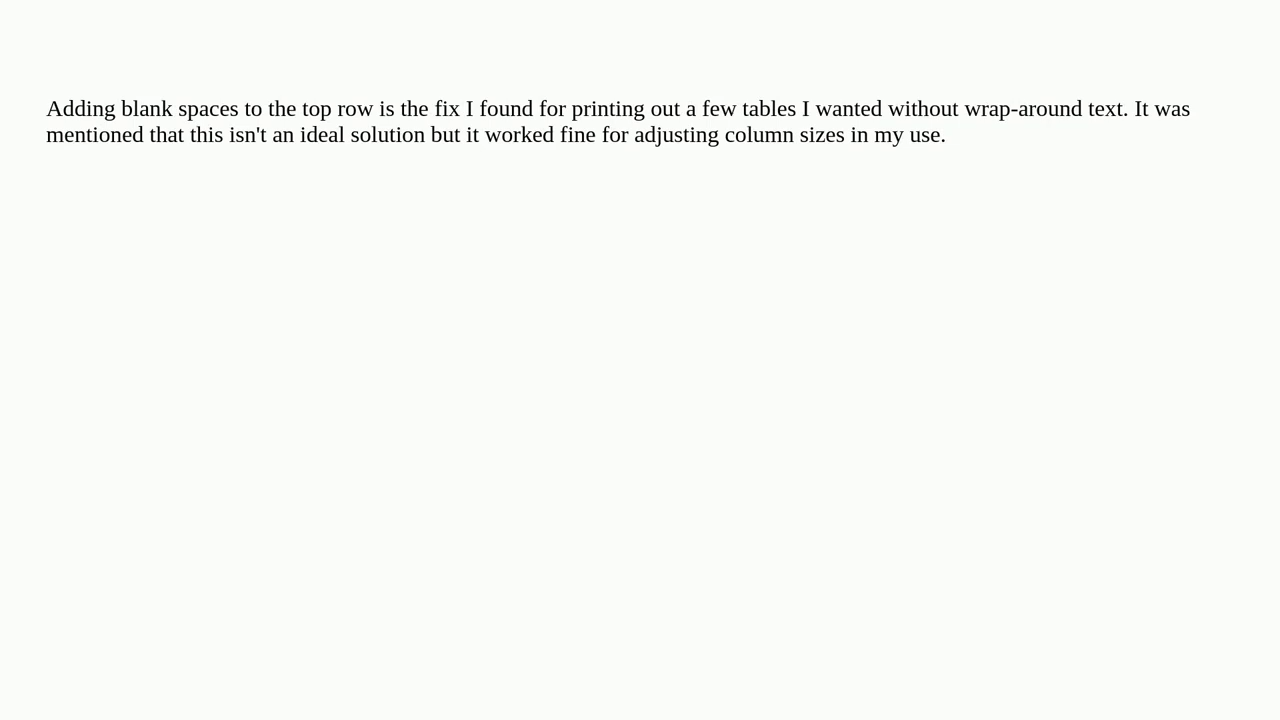 Adding blank spaces to the top row is the fix I found for printing out a few tables I wanted without wrap-around text. It was
mentioned that this isn't an ideal solution but it worked fine for adjusting column sizes in my use.